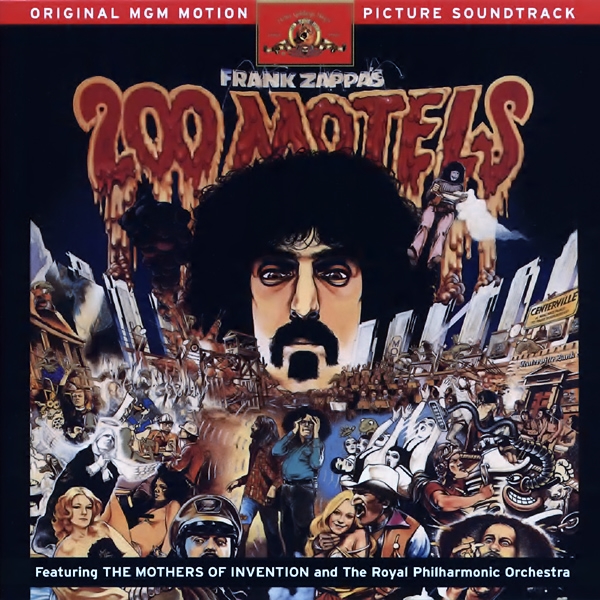 ORIGINAL MGM MOTION PICTURE SOUNDTRACK
FRANK ZAPPA'S
200 MOTELS
CENTERVILLE
Featuring THE MOTHERS OF INVENTION and The Royal Philharmonic Orchestra